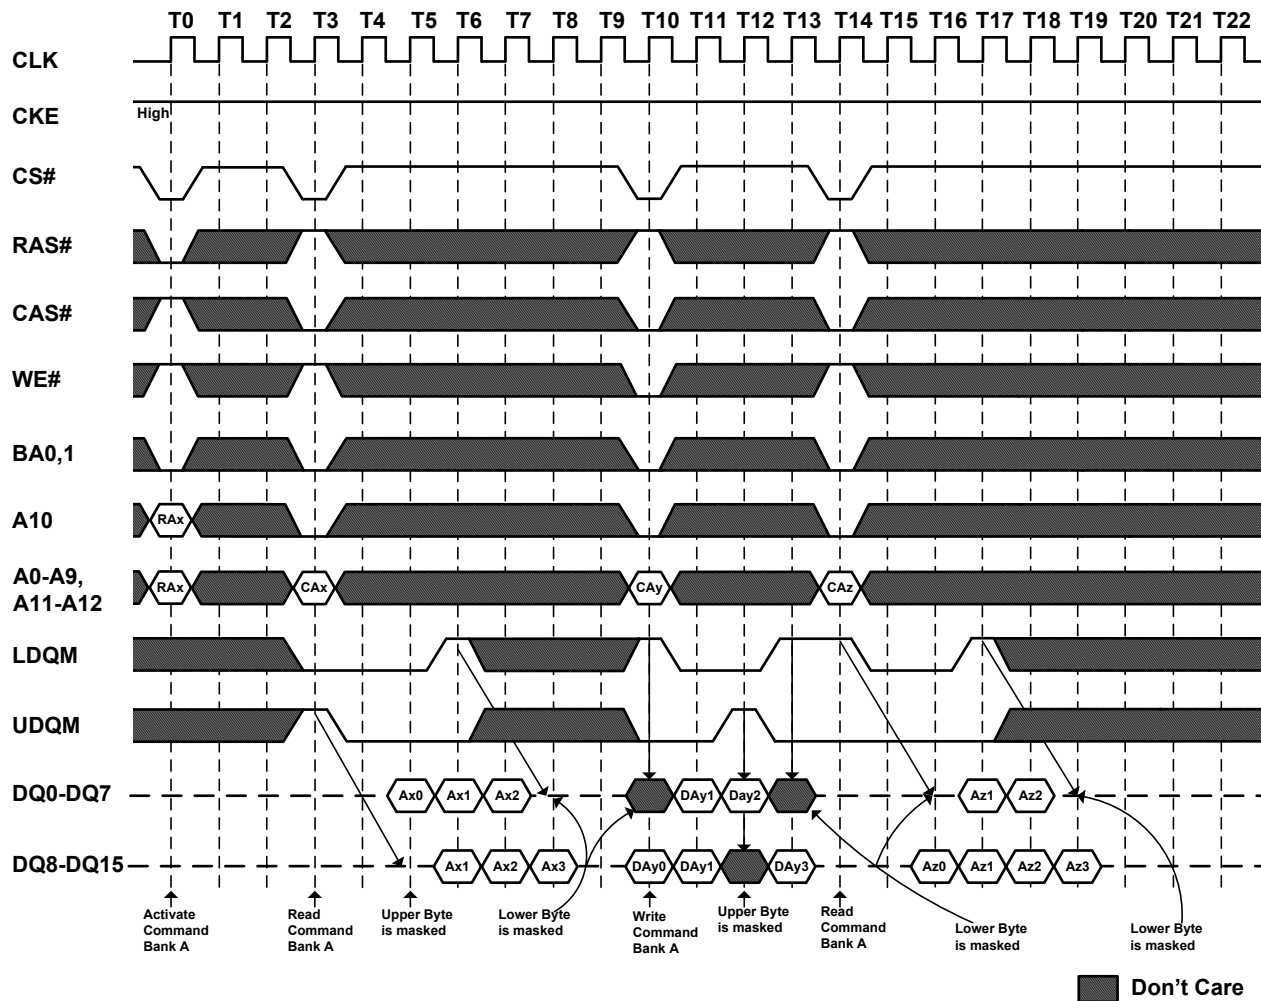 T0 T1 T2 T3 T4 T5 T6 T7 T8 T9 T10 T11 T12 T13 T14 T15 T16 T17 T18 T19 T20 T21 T22
CLK
CKE High
CS#
RAS#
CAS#
WE#
BA0,1
A10 RAx
A0-A9,
A11-A12 RAx CAx CAy CAz
LDQM
UDQM
DQ0-DQ7 Ax0 Ax1 Ax2 DAy1 Day2 Az1 Az2
DQ8-DQ15 Ax1 Ax2 Ax3 DAy0 DAy1 DAy3 Az0 Az1 Az2 Az3
Activate
Command
Bank A
Read
Command
Bank A
Upper Byte
is masked
Lower Byte
is masked
Write
Command
Bank A
Upper Byte
is masked
Read
Command
Bank A
Lower Byte
is masked
Lower Byte
is masked
Don't Care